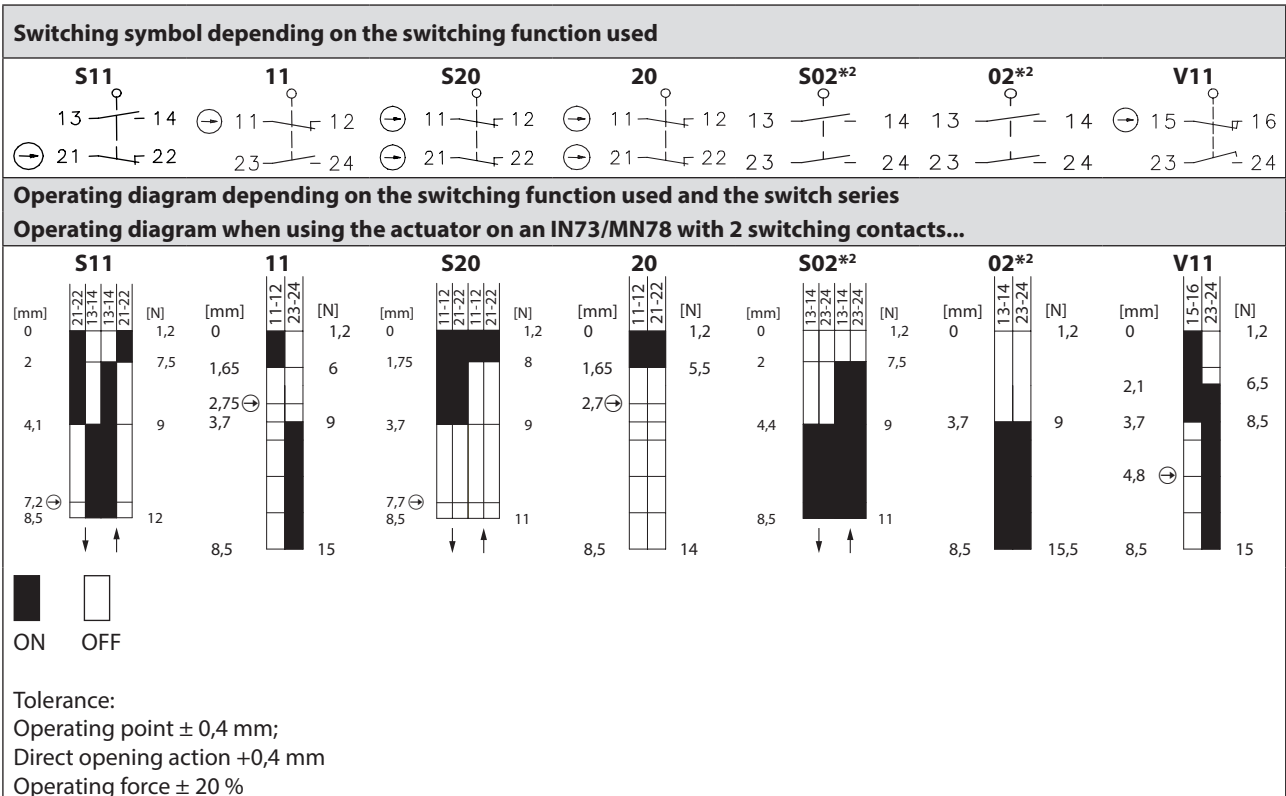 Switching symbol depending on the switching function used
S11 11 S20 20 S02*2 02*2 V11
13 14 11 12 11 12 11 12 13 14 13 14 15 16
21 22 23 24 21 22 21 22 23 24 23 24 23 24
Operating diagram depending on the switching function used and the switch series
Operating diagram when using the actuator on an IN73/MN78 with 2 switching contacts...
S11 11 S20 20 S02*2 02*2 V11
[mm] 21-22 13-14 13-14 21-22 [N]
0 1,2
2 7,5
4,1 9
7,2
8,5 12
[mm] 11-12 23-24 [N]
0 1,2
1,65 6
2,75
3,7 9
8,5 15
[mm] 11-12 21-22 11-12 21-22 [N]
0 1,2
1,75 8
3,7 9
7,7
8,5 11
[mm] 11-12 21-22 [N]
0 1,2
1,65 5,5
2,7
8,5 14
[mm] 13-14 23-24 13-14 23-24 [N]
0 1,2
2 7,5
4,4 9
8,5 11
[mm] 13-14 23-24 [N]
0 1,2
3,7 9
8,5 15,5
[mm] 15-16 23-24 [N]
0 1,2
2,1 6,5
3,7 8,5
4,8
8,5 15
ON OFF
Tolerance:
Operating point ± 0,4 mm;
Direct opening action +0,4 mm
Operating force ± 20 %